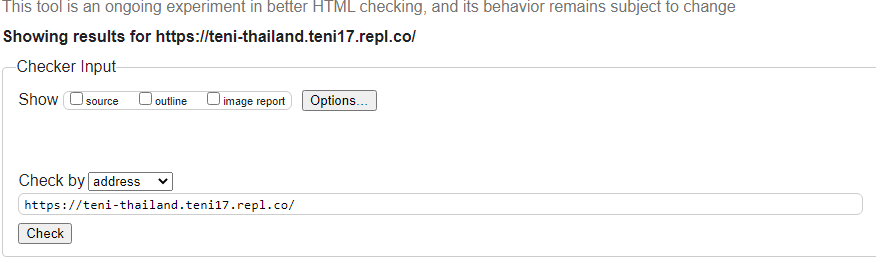 This tool is an ongoing experiment in better HTML checking, and its behavior remains subject to change
Showing results for https://teni-thailand.teni17.repl.co/
Checker Input
Show source outline image report Options...
Check by address
https://teni-thailand.teni17.repl.co/
Check